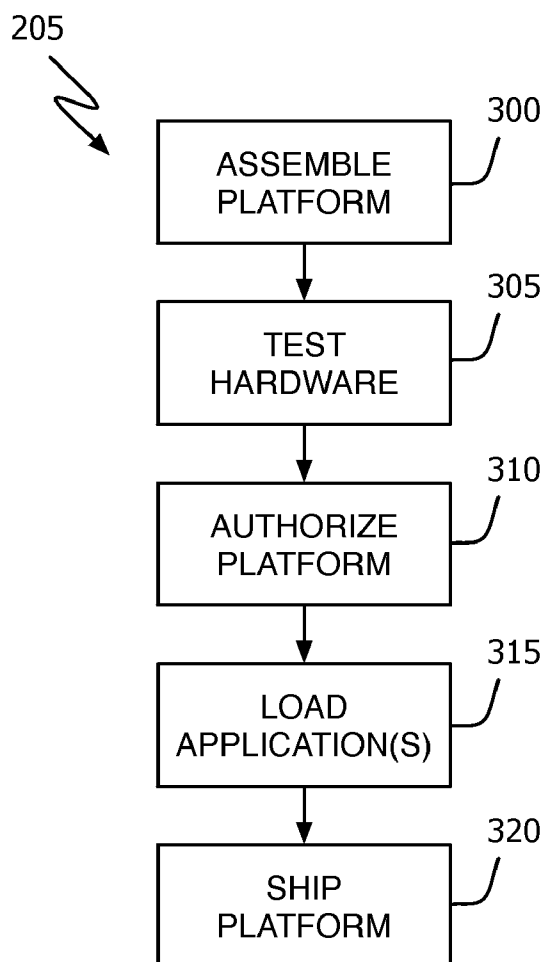 205
300
ASSEMBLE
PLATFORM
305
TEST
HARDWARE
310
AUTHORIZE
PLATFORM
315
LOAD
APPLICATION(S)
320
SHIP
PLATFORM